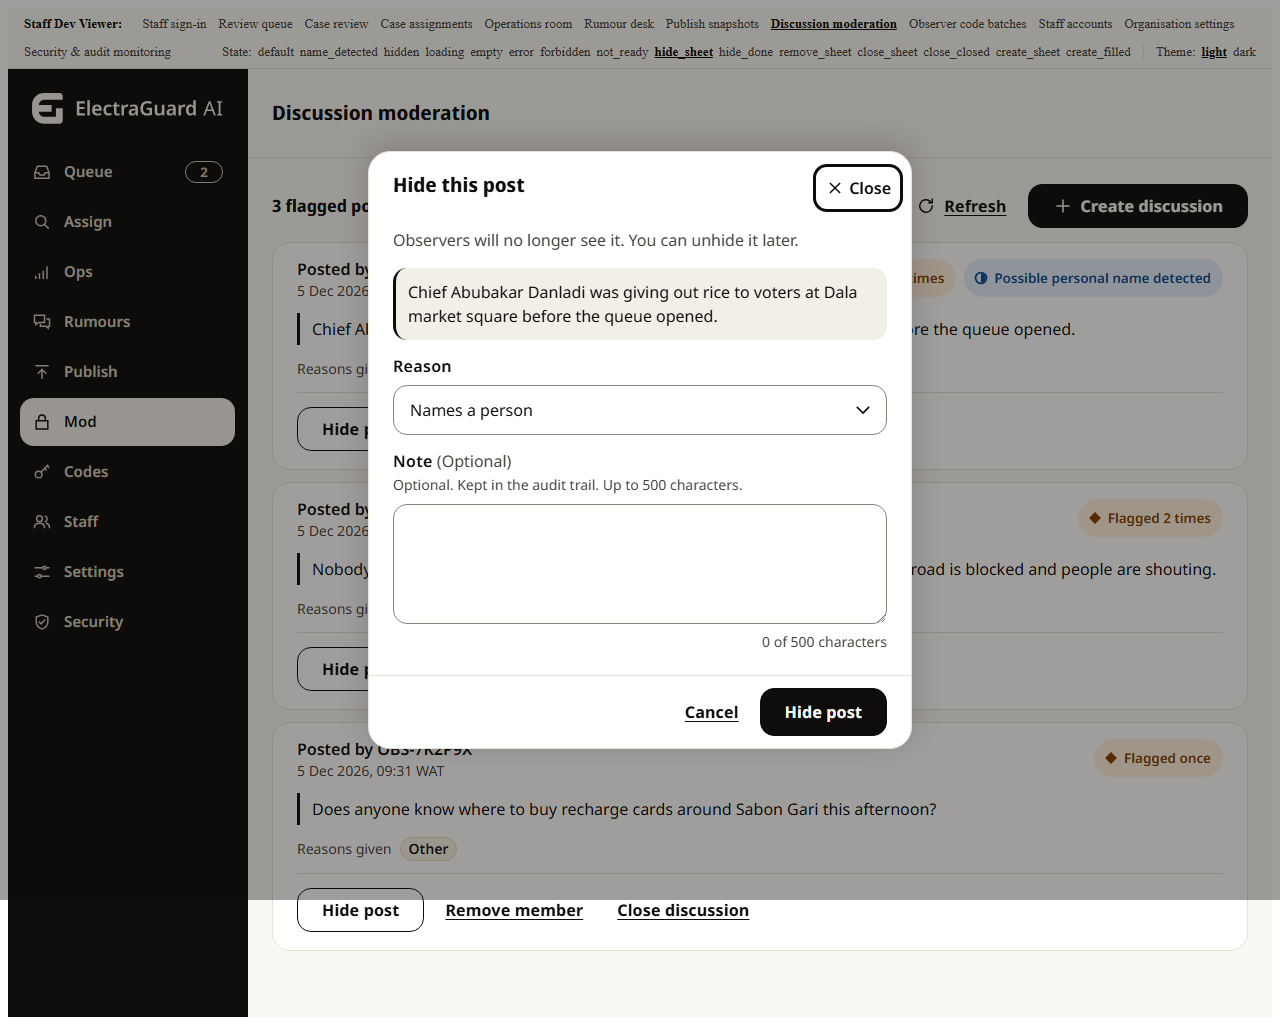 Staff Dev Viewer: Staff sign-in Review queue Case review Case assignments Operations room Rumour desk Publish snapshots Discussion moderation Observer code batches Staff accounts Organisation settings
Security & audit monitoring State: default name_detected hidden loading empty error forbidden not_ready hide_sheet hide_done remove_sheet close_sheet close_closed create_sheet create_filled Theme: light dark
ElectraGuard AI
Queue 2
Assign
Ops
Rumours
Publish
Mod
Codes
Staff
Settings
Security
Discussion moderation
3 flagged
Refresh
Create discussion
Posted by
times
Possible personal name detected
5 Dec 2026
Chief
the queue opened.
Reasons
Hide
Posted by
Flagged 2 times
5 Dec 2026
Nobody
road is blocked and people are shouting.
Reasons
Hide
Posted by OBS-7K2P9X
Flagged once
5 Dec 2026, 09:31 WAT
Does anyone know where to buy recharge cards around Sabon Gari this afternoon?
Reasons given Other
Hide post Remove member Close discussion
Hide this post
Close
Observers will no longer see it. You can unhide it later.
Chief Abubakar Danladi was giving out rice to voters at Dala
market square before the queue opened.
Reason
Names a person
Note (Optional)
Optional. Kept in the audit trail. Up to 500 characters.
0 of 500 characters
Cancel
Hide post